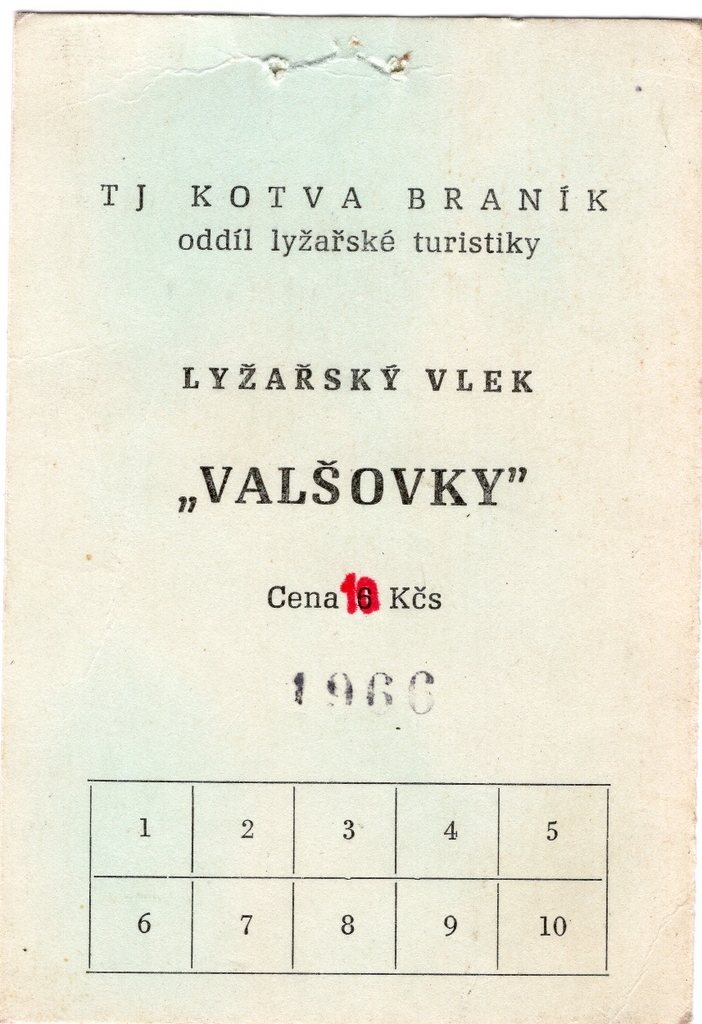 TJ KOTVA BRANÍK
oddíl lyžařské turistiky
LYŽAŘSKÝ VLEK
„VALŠOVKY”
Cena 10 Kčs
1966
1 2 3 4 5
6 7 8 9 10